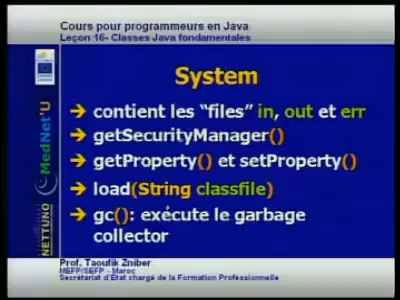 Cours pour programmeurs en Java
Leçon 16- Classes Java fondamentales
System
contient les “files” in, out et err
getSecurityManager()
getProperty() et setProperty()
load(String classfile)
gc(): exécute le garbage
collector
MedNet'U
NETTUNO
Prof. Taoufik Zniber
MEFP/SEFP - Maroc
Secrétariat d'Etat chargé de la Formation Professionnelle